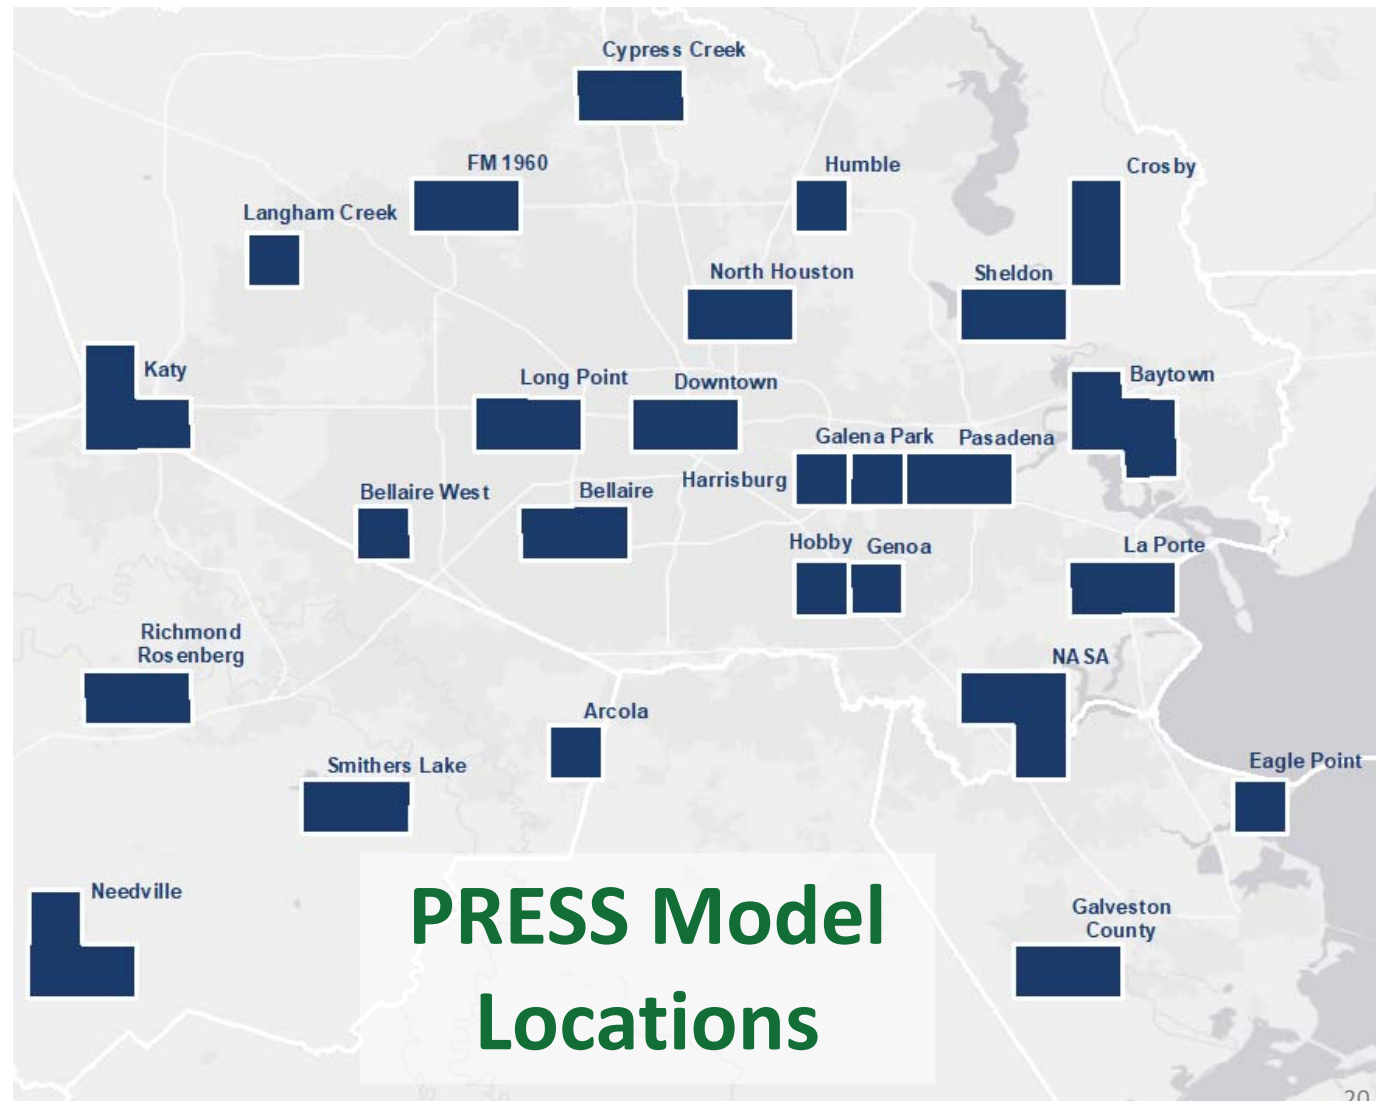 Cypress Creek
FM 1960
Humble
Crosby
Langham Creek
North Houston
Sheldon
Katy
Long Point
Downtown
Baytown
Galena Park
Pasadena
Harrisburg
Bellaire West
Bellaire
Hobby
Genoa
La Porte
Richmond
Rosenberg
NASA
Arcola
Smithers Lake
Eagle Point
Needville
Galveston
County
PRESS Model
Locations
20